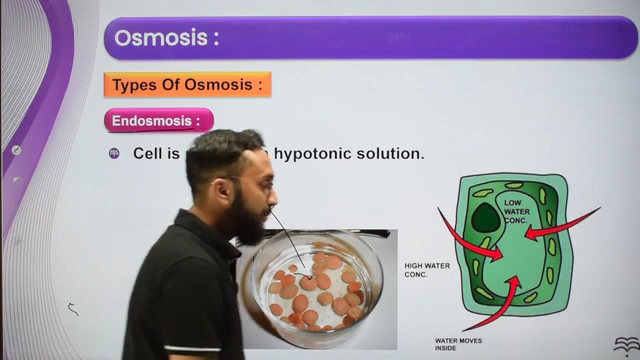 Osmosis :
Types Of Osmosis :
Endosmosis :
Cell is hypotonic solution.
LOW
WATER
CONC.
HIGH WATER
CONC.
WATER MOVES
INSIDE